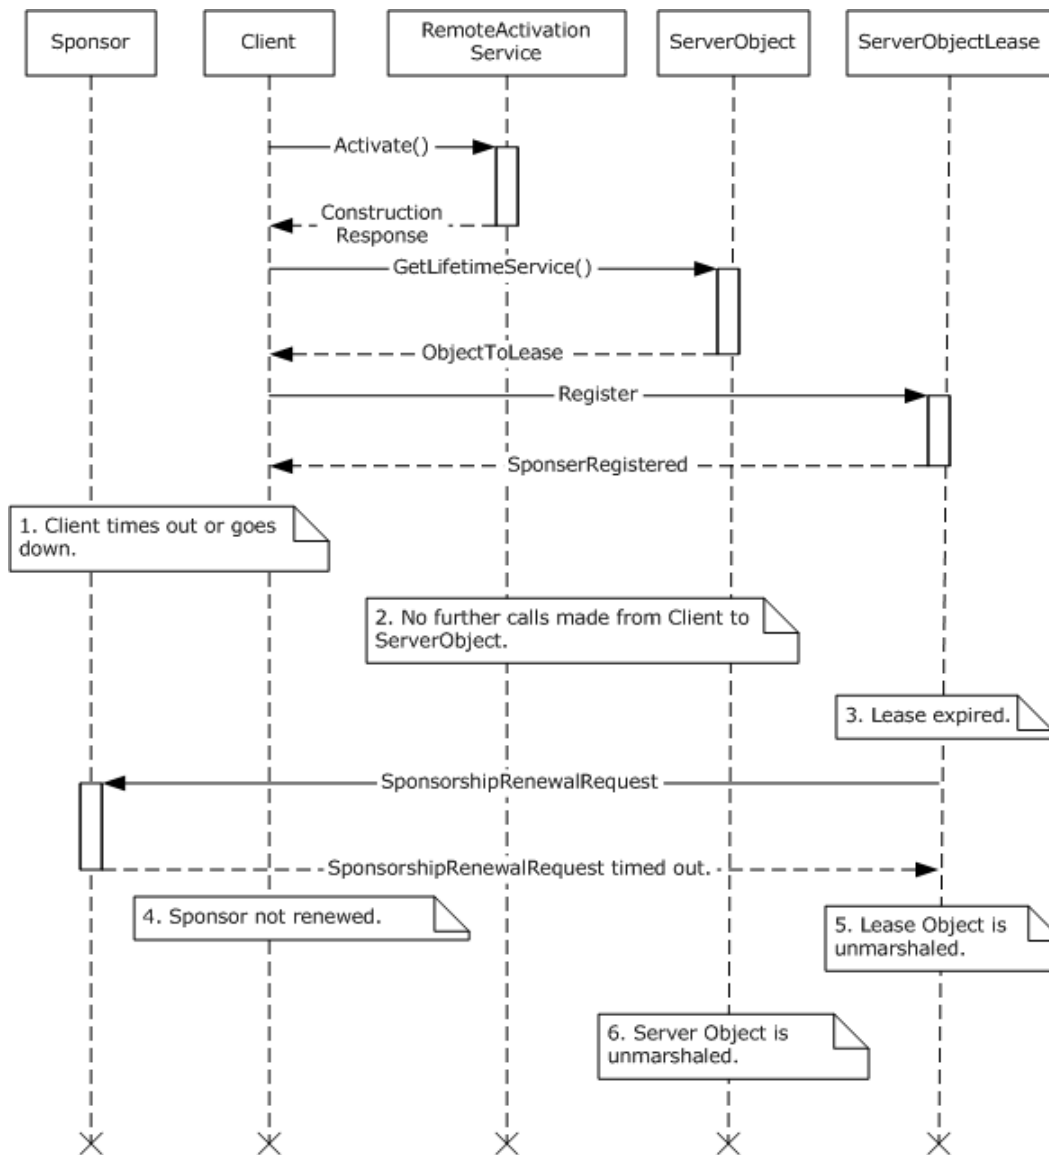 Sponsor
Client
RemoteActivation
Service
ServerObject
ServerObjectLease
Activate()
Construction
Response
GetLifetimeService()
ObjectToLease
Register
SponserRegistered
1. Client times out or goes
down.
2. No further calls made from Client to
ServerObject.
3. Lease expired.
SponsorshipRenewalRequest
SponsorshipRenewalRequest timed out.
4. Sponsor not renewed.
5. Lease Object is
unmarshaled.
6. Server Object is
unmarshaled.